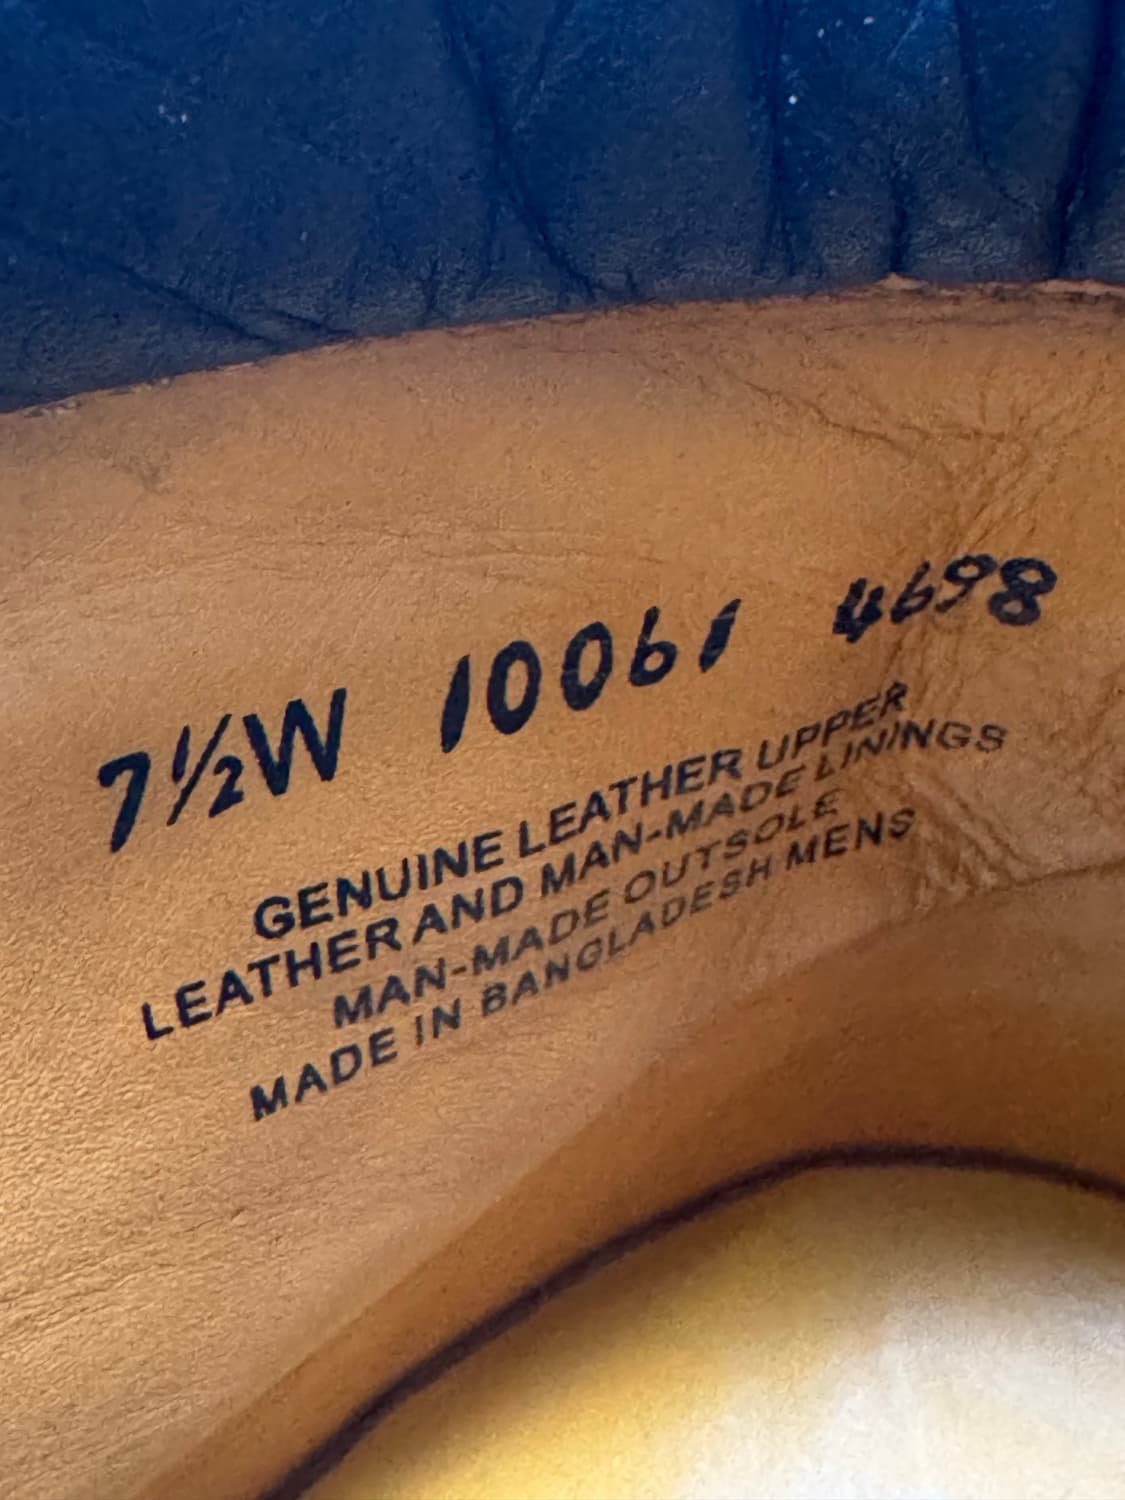 7½W 10061 4698
GENUINE LEATHER UPPER
LEATHER AND MAN-MADE LININGS
MAN-MADE OUTSOLE
MADE IN BANGLADESH MENS